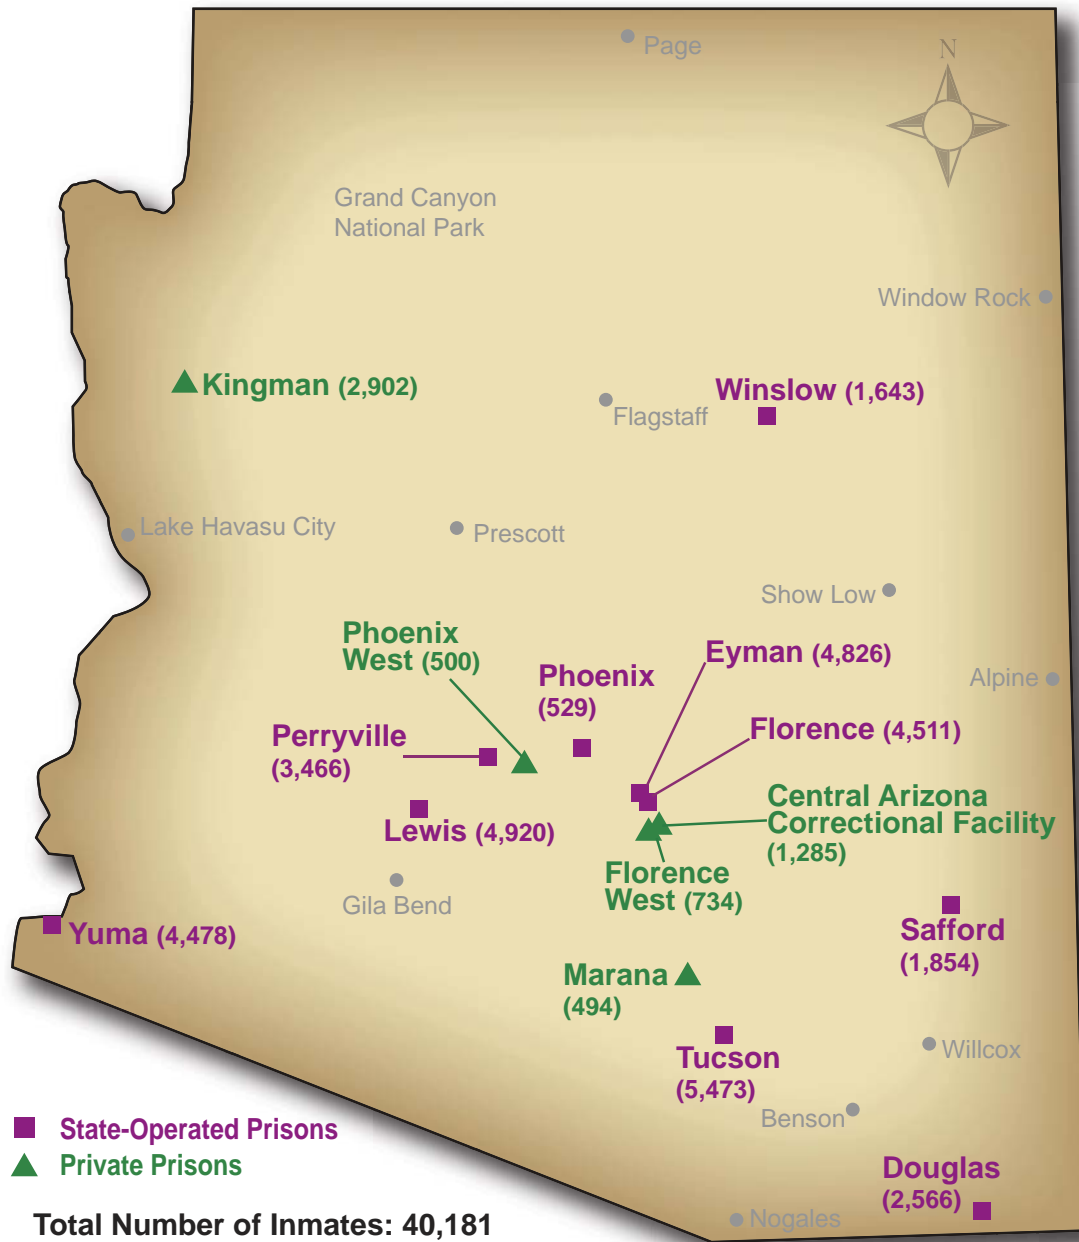 Page
N
Grand Canyon
National Park
Window Rock
Kingman (2,902)
Winslow (1,643)
Flagstaff
Lake Havasu City
Prescott
Show Low
Phoenix
West (500)
Eyman (4,826)
Phoenix
(529)
Alpine
Perryville
(3,466)
Florence (4,511)
Central Arizona
Correctional Facility
(1,285)
Lewis (4,920)
Florence
West (734)
Gila Bend
Yuma (4,478)
Safford
(1,854)
Marana
(494)
Tucson
(5,473)
Willcox
Benson
State-Operated Prisons
Private Prisons
Douglas
(2,566)
Nogales
Total Number of Inmates: 40,181